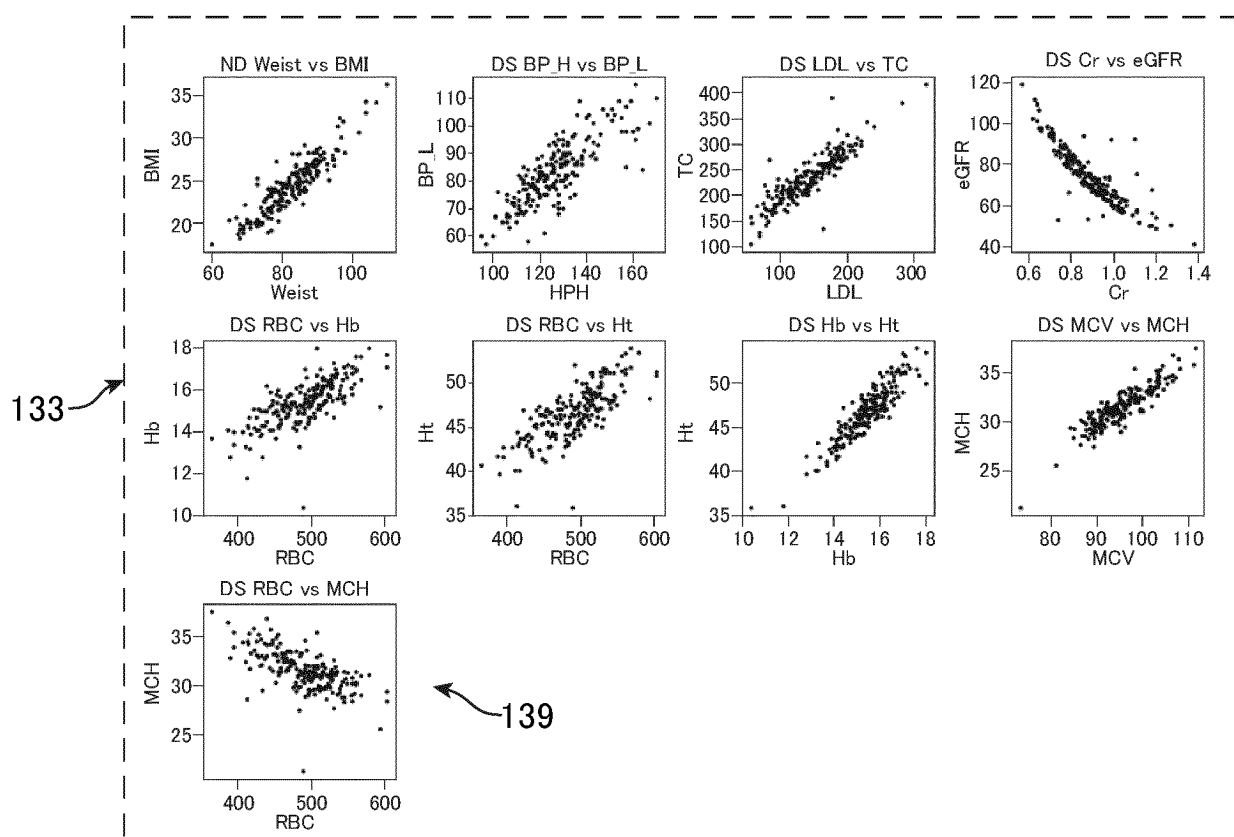 ND Weist vs BMI
BMI
35
30
25
20
60 80 100
Weist
DS BP_H vs BP_L
BP_L
110
100
90
80
70
60
100 120 140 160
HPH
DS LDL vs TC
TC
400
350
300
250
200
150
100
100 200 300
LDL
DS Cr vs eGFR
eGFR
120
100
80
60
40
0.6 0.8 1.0 1.2 1.4
Cr
133
DS RBC vs Hb
Hb
18
16
14
12
10
400 500 600
RBC
DS RBC vs Ht
Ht
50
45
40
35
400 500 600
RBC
DS Hb vs Ht
Ht
50
45
40
35
10 12 14 16 18
Hb
DS MCV vs MCH
MCH
35
30
25
80 90 100 110
MCV
DS RBC vs MCH
MCH
35
30
25
400 500 600
RBC
139